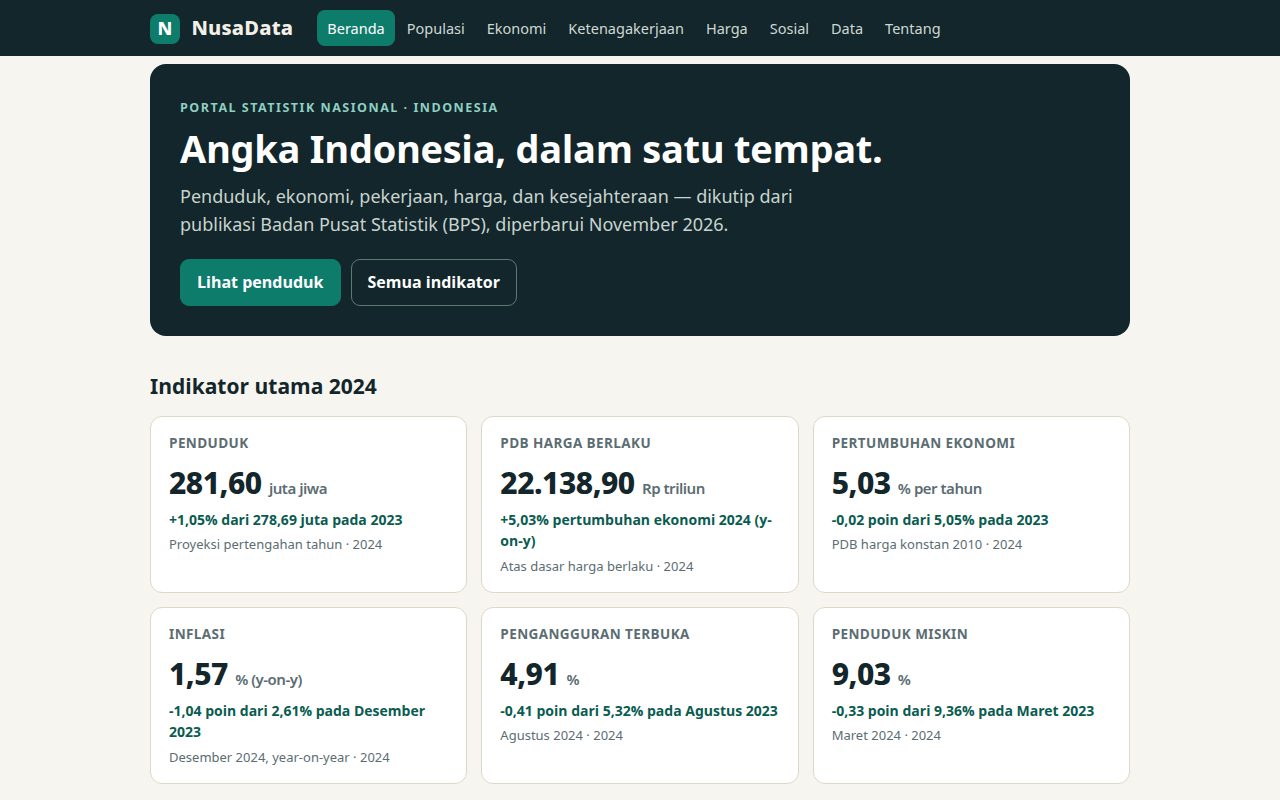 N NusaData Beranda Populasi Ekonomi Ketenagakerjaan Harga Sosial Data Tentang
PORTAL STATISTIK NASIONAL · INDONESIA
Angka Indonesia, dalam satu tempat.
Penduduk, ekonomi, pekerjaan, harga, dan kesejahteraan — dikutip dari
publikasi Badan Pusat Statistik (BPS), diperbarui November 2026.
Lihat penduduk Semua indikator
Indikator utama 2024
PENDUDUK
281,60 juta jiwa
+1,05% dari 278,69 juta pada 2023
Proyeksi pertengahan tahun · 2024
PDB HARGA BERLAKU
22.138,90 Rp triliun
+5,03% pertumbuhan ekonomi 2024 (y-
on-y)
Atas dasar harga berlaku · 2024
PERTUMBUHAN EKONOMI
5,03 % per tahun
-0,02 poin dari 5,05% pada 2023
PDB harga konstan 2010 · 2024
INFLASI
1,57 % (y-on-y)
-1,04 poin dari 2,61% pada Desember
2023
Desember 2024, year-on-year · 2024
PENGANGGURAN TERBUKA
4,91 %
-0,41 poin dari 5,32% pada Agustus 2023
Agustus 2024 · 2024
PENDUDUK MISKIN
9,03 %
-0,33 poin dari 9,36% pada Maret 2023
Maret 2024 · 2024